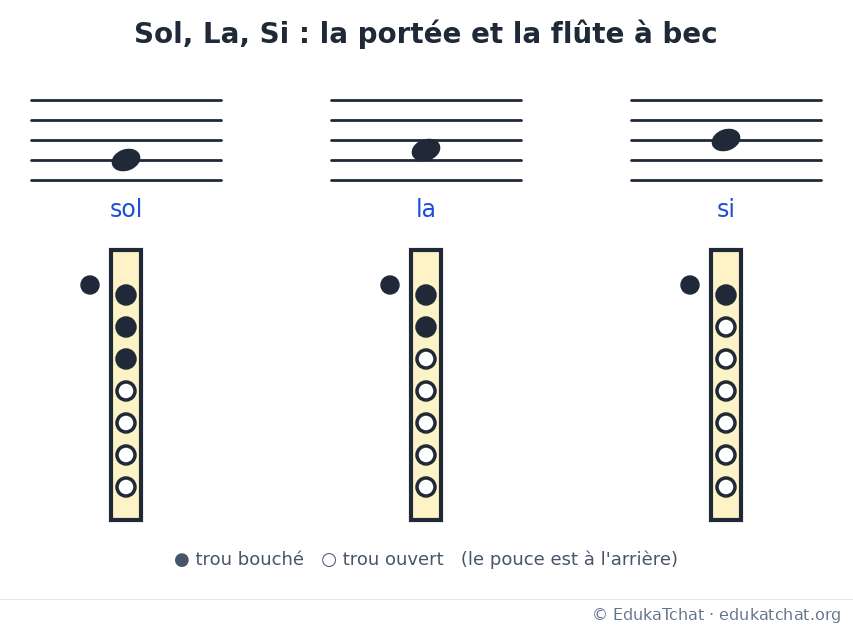 Sol, La, Si : la portée et la flûte à bec
sol
la
si
● trou bouché ○ trou ouvert (le pouce est à l'arrière)
© EdukaTchat · edukatchat.org